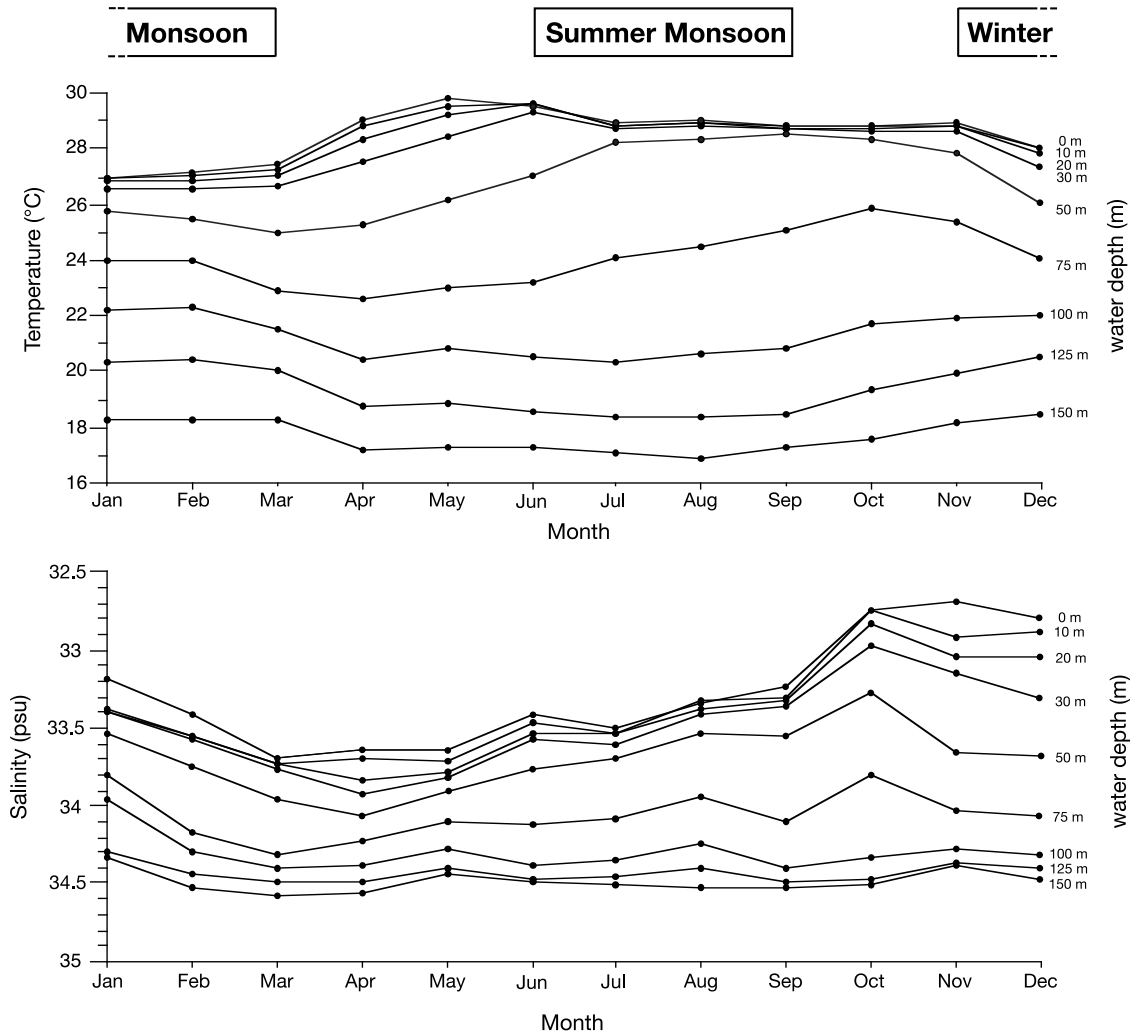 Monsoon
Summer Monsoon
Winter
30
28
26
24
22
20
18
16
Temperature (°C)
0 m
10 m
20 m
30 m
50 m
75 m
100 m
125 m
150 m
water depth (m)
Jan Feb Mar Apr May Jun Jul Aug Sep Oct Nov Dec
Month
32.5
33
33.5
34
34.5
35
Salinity (psu)
0 m
10 m
20 m
30 m
50 m
75 m
100 m
125 m
150 m
water depth (m)
Jan Feb Mar Apr May Jun Jul Aug Sep Oct Nov Dec
Month